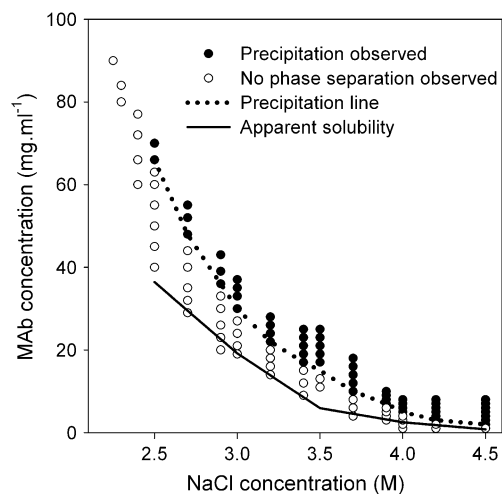 100
80
60
40
20
0
MAb concentration (mg.ml-1)
Precipitation observed
No phase separation observed
Precipitation line
Apparent solubility
2.5 3.0 3.5 4.0 4.5
NaCl concentration (M)